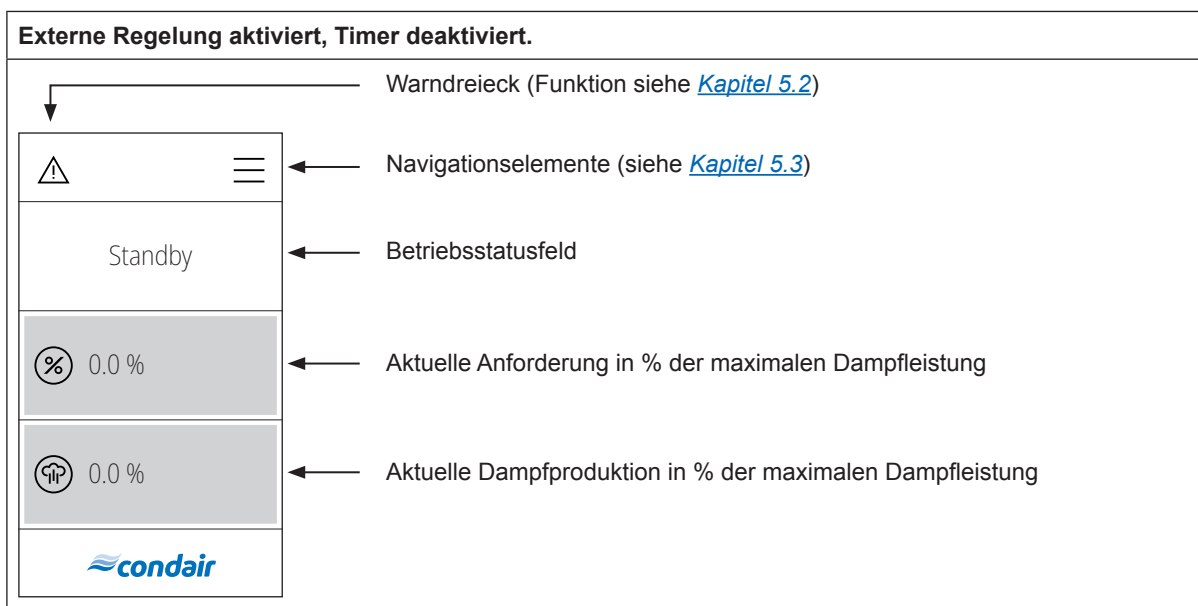 Externe Regelung aktiviert, Timer deaktiviert.
Warndreieck (Funktion siehe Kapitel 5.2)
Navigationselemente (siehe Kapitel 5.3)
Standby
Betriebsstatusfeld
0.0 %
Aktuelle Anforderung in % der maximalen Dampfleistung
0.0 %
Aktuelle Dampfproduktion in % der maximalen Dampfleistung
condair